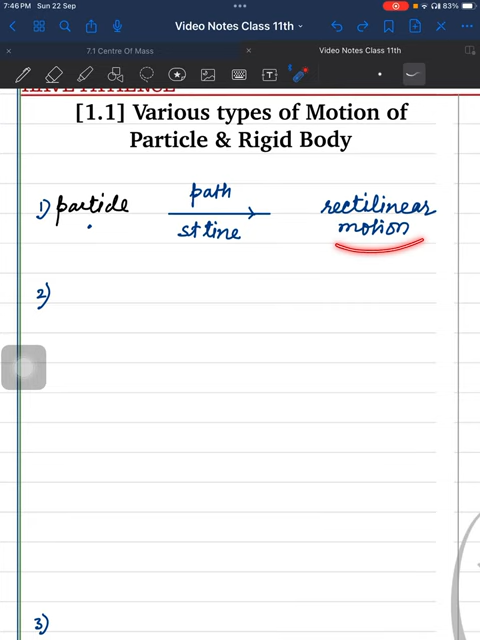 7:46 PM Sun 22 Sep
83%
Video Notes Class 11th
7.1 Centre Of Mass
Video Notes Class 11th
HAVE PATIENCE
[1.1] Various types of Motion of
Particle & Rigid Body
1) particle
path
st line
rectilinear
motion
2)
3)